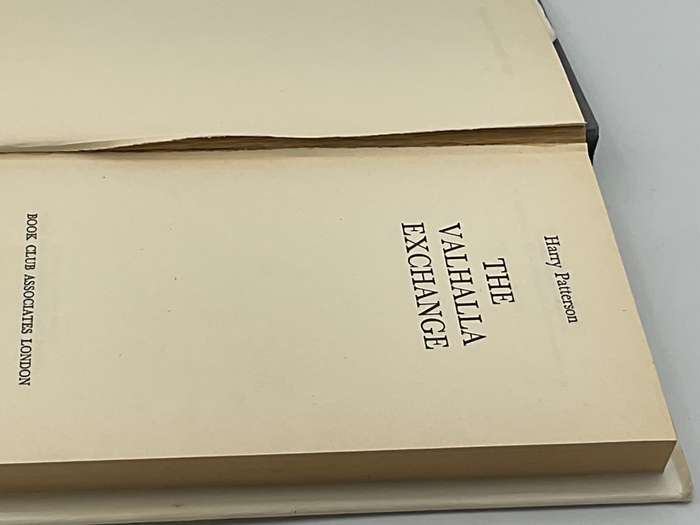 Harry Patterson
THE
VALHALLA
EXCHANGE
BOOK CLUB ASSOCIATES LONDON